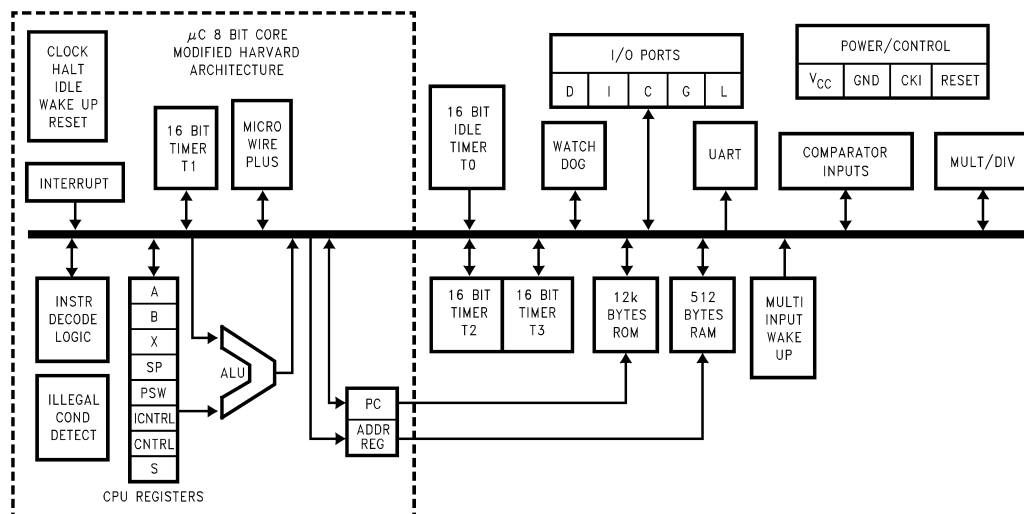 μC 8 BIT CORE
MODIFIED HARVARD
ARCHITECTURE
CLOCK
HALT
IDLE
WAKE UP
RESET
INTERRUPT
16 BIT
TIMER
T1
MICRO
WIRE
PLUS
16 BIT
IDLE
TIMER
T0
I/O PORTS
D I C G L
WATCH
DOG
UART
POWER/CONTROL
VCC GND CKI RESET
COMPARATOR
INPUTS
MULT/DIV
INSTR
DECODE
LOGIC
ILLEGAL
COND
DETECT
A
B
X
SP
PSW
ICNTRL
CNTRL
S
CPU REGISTERS
ALU
PC
ADDR
REG
16 BIT
TIMER
T2
16 BIT
TIMER
T3
12k
BYTES
ROM
512
BYTES
RAM
MULTI
INPUT
WAKE
UP